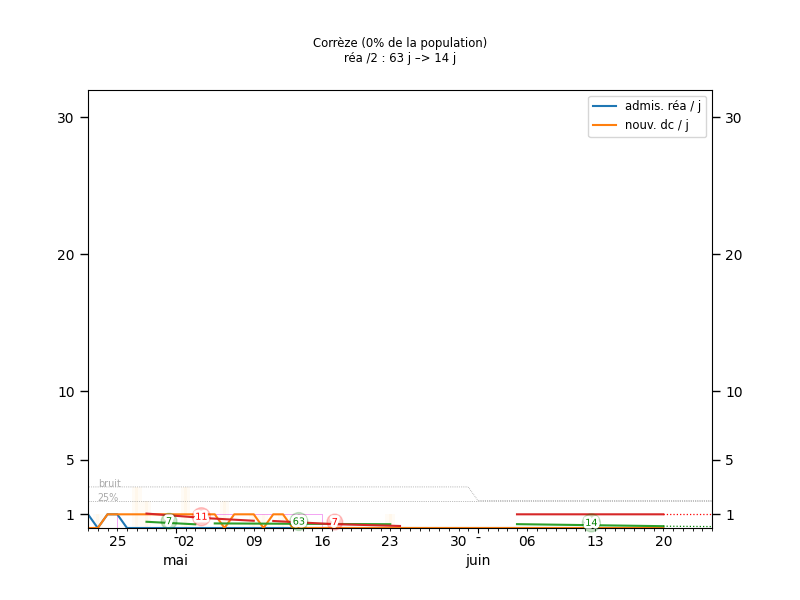 Corrèze (0% de la population)
réa /2 : 63 j –> 14 j
admis. réa / j
nouv. dc / j
30 30
20 20
10 10
5 5
bruit
25%
1 1
7 11 63 7 14
25 02 09 16 23 30 06 13 20
mai juin